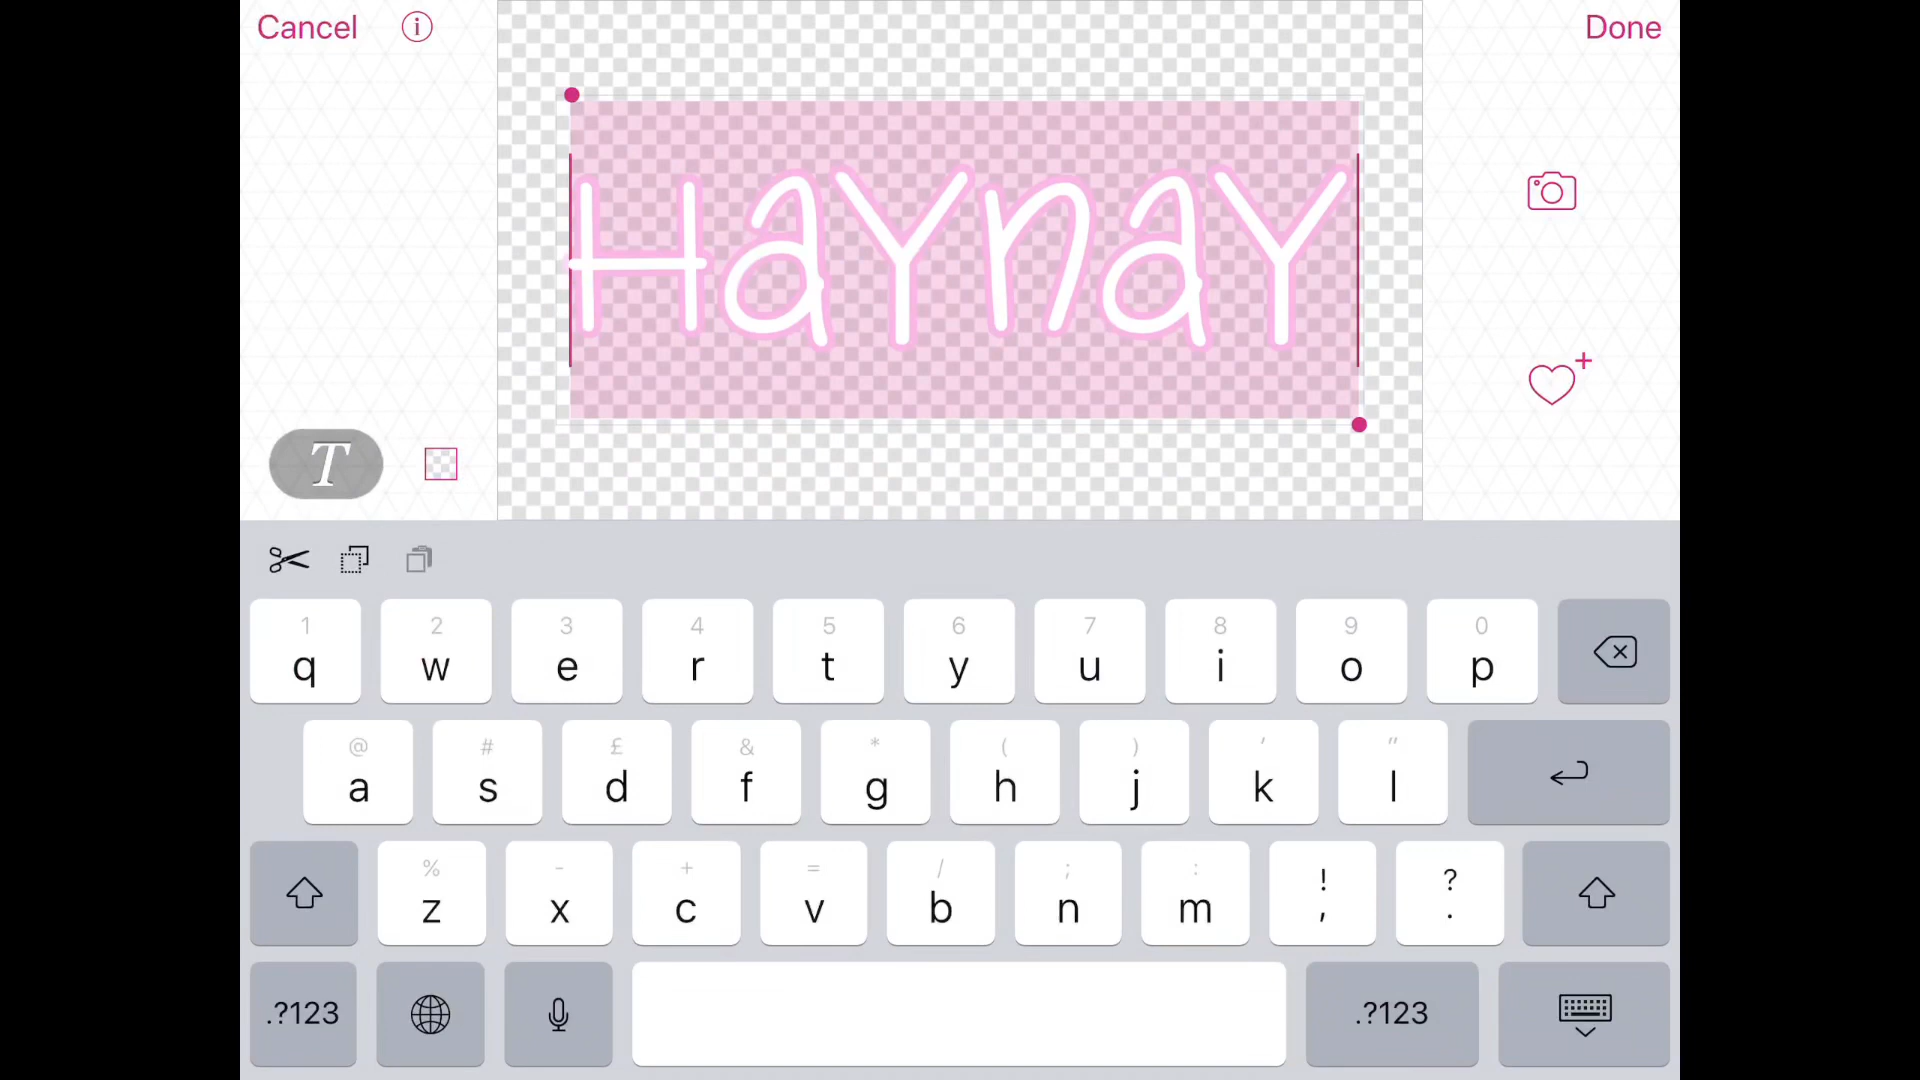 Cancel i Done
HaYnaY
T
1 2 3 4 5 6 7 8 9 0
q w e r t y u i o p
@ # £ & * ( ) ' "
a s d f g h j k l
% - + = / ; : ! ?
z x c v b n m , .
.?123 .?123